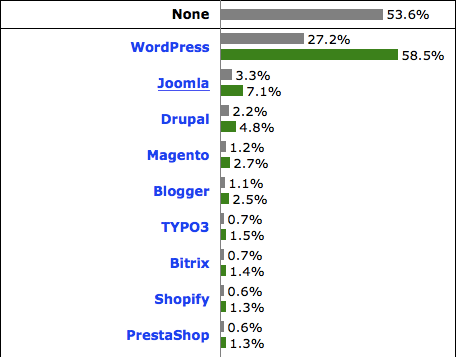 None 53.6%
WordPress 27.2%
58.5%
Joomla 3.3%
7.1%
Drupal 2.2%
4.8%
Magento 1.2%
2.7%
Blogger 1.1%
2.5%
TYPO3 0.7%
1.5%
Bitrix 0.7%
1.4%
Shopify 0.6%
1.3%
PrestaShop 0.6%
1.3%